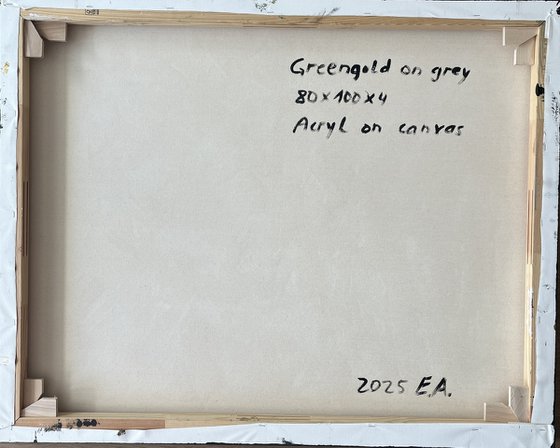 Greengold on grey
80x100x4
Acryl on canvas
2025 E.A.